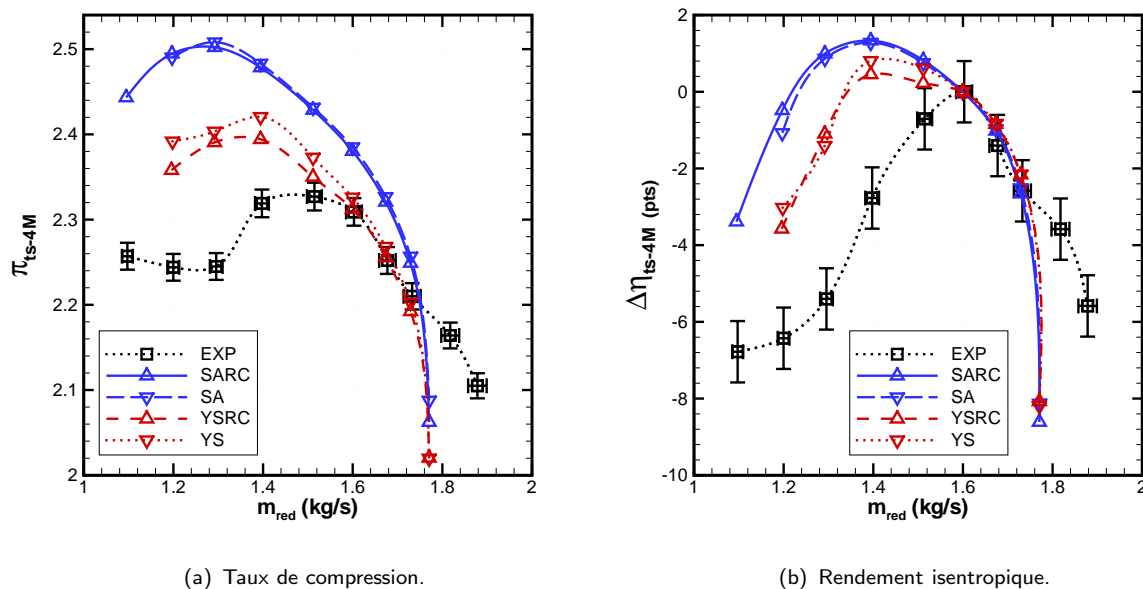 2.5
2.4
2.3
2.2
2.1
2
π_ts-4M
EXP
SARC
SA
YSRC
YS
1 1.2 1.4 1.6 1.8 2
m_red (kg/s)
(a) Taux de compression.
2
0
-2
-4
-6
-8
-10
Δη_ts-4M (pts)
EXP
SARC
SA
YSRC
YS
1 1.2 1.4 1.6 1.8 2
m_red (kg/s)
(b) Rendement isentropique.